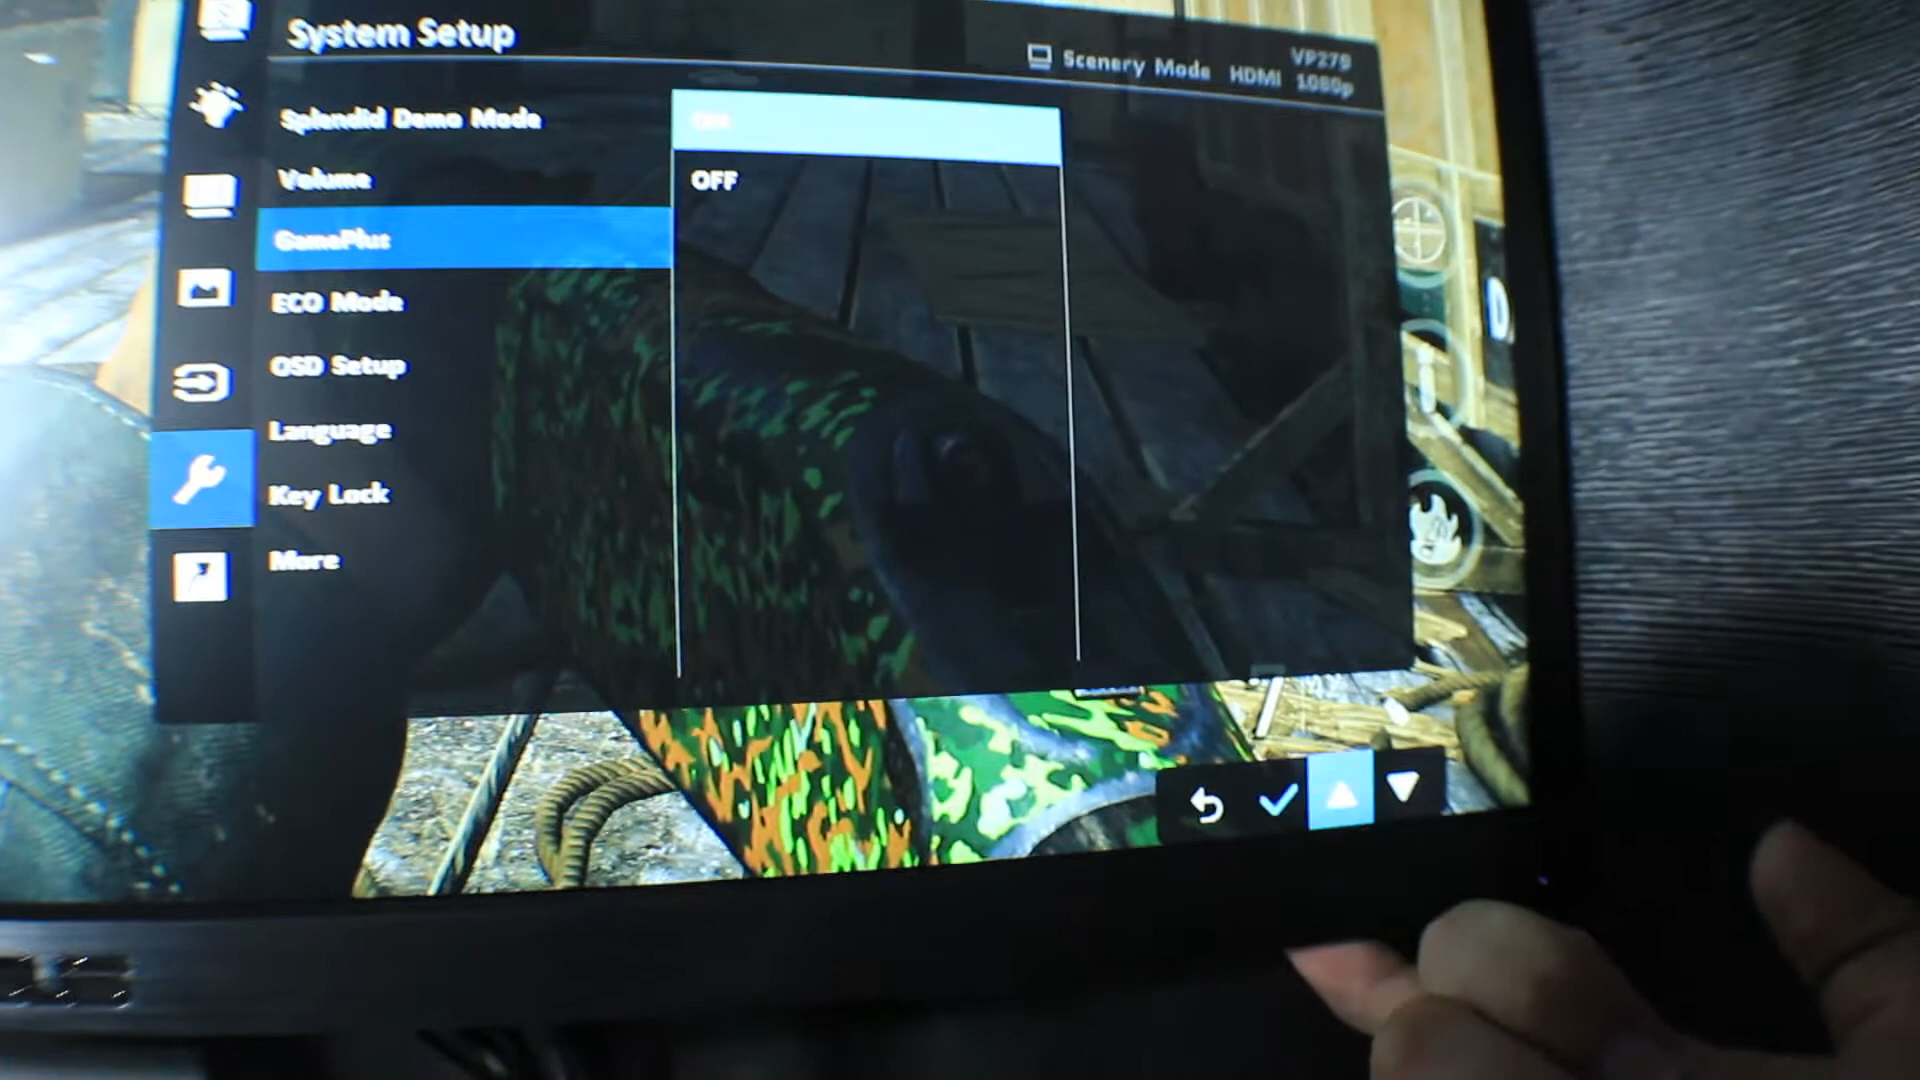 System Setup
Scenery Mode HDMI VP279 1080p
Splendid Demo Mode
ON
Volume
OFF
GamePlus
ECO Mode
OSD Setup
Language
Key Lock
More
D